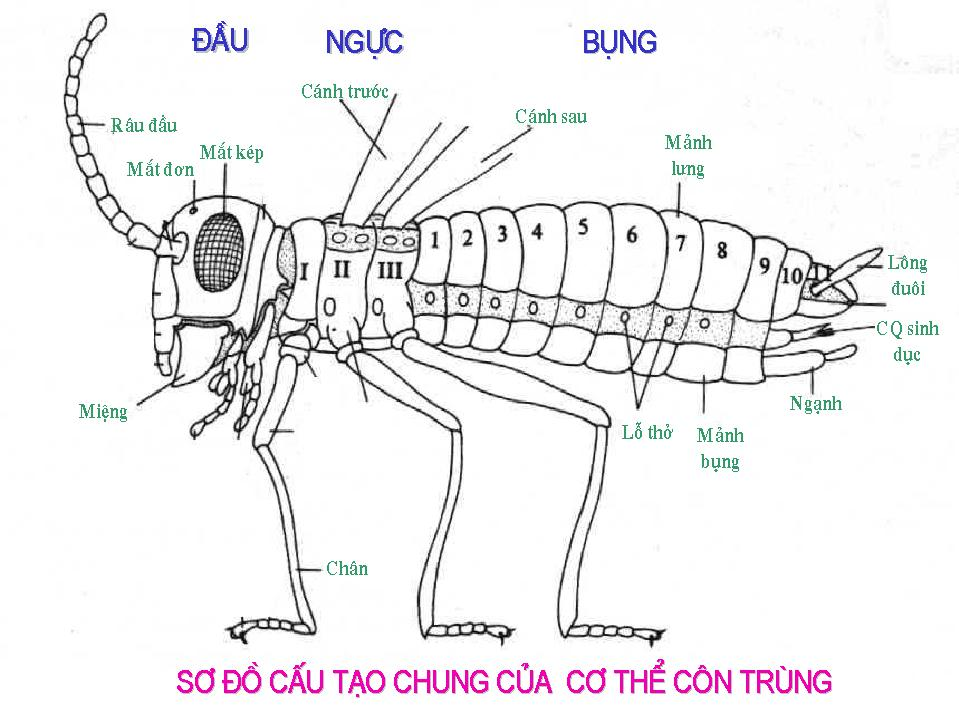 ĐẦU NGỰC BỤNG
Cánh trước
Cánh sau
Râu đầu
Mắt kép
Mắt đơn
Mảnh
lưng
I II III 1 2 3 4 5 6 7 8 9 10 11
Lông
đuôi
CQ sinh
dục
Ngạnh
Miệng
Lỗ thở
Mảnh
bụng
Chân
SƠ ĐỒ CẤU TẠO CHUNG CỦA CƠ THỂ CÔN TRÙNG